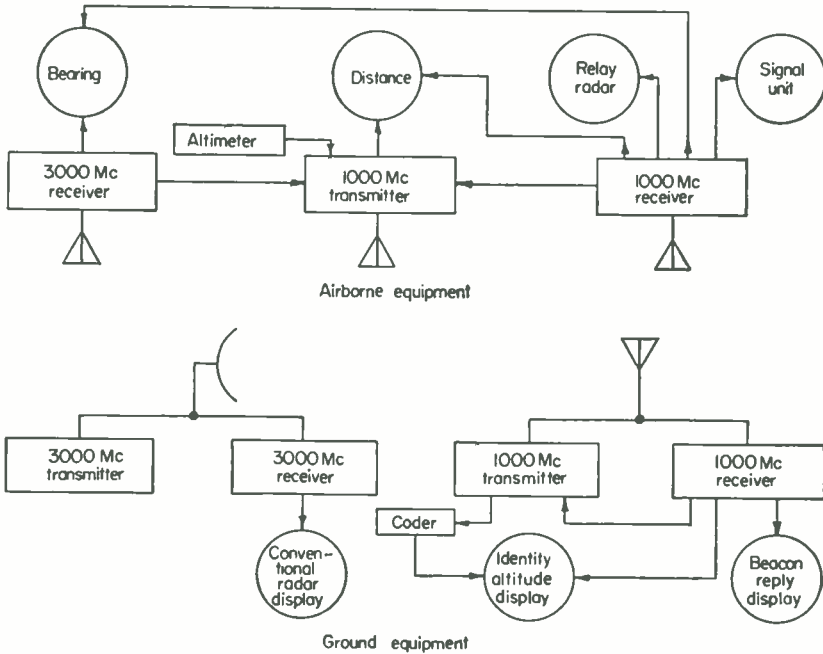 Bearing
Distance
Relay
radar
Signal
unit
Altimeter
3000 Mc
receiver
1000 Mc
transmitter
1000 Mc
receiver
Airborne equipment
3000 Mc
transmitter
3000 Mc
receiver
1000 Mc
transmitter
1000 Mc
receiver
Coder
Conven-
tional
radar
display
Identity
altitude
display
Beacon
reply
display
Ground equipment